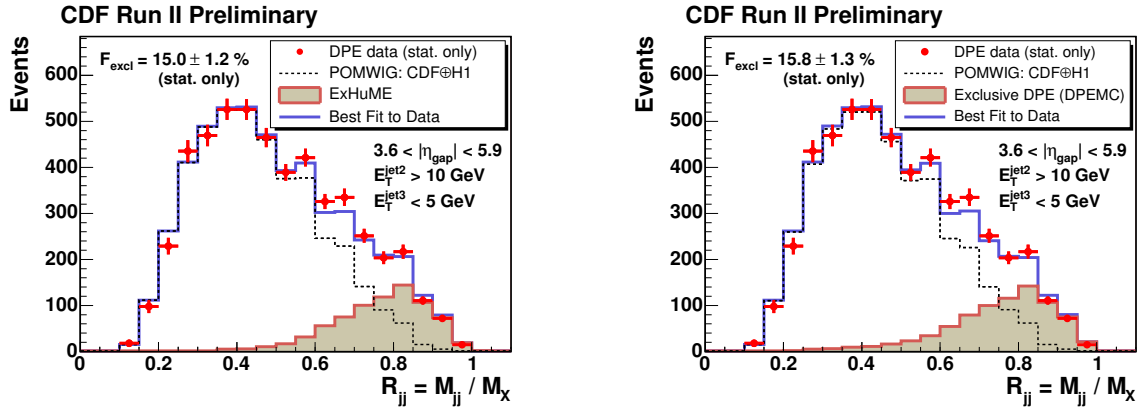 CDF Run II Preliminary
Events
600
500
400
300
200
100
0
F_excl = 15.0 ± 1.2 %
(stat. only)
DPE data (stat. only)
POMWIG: CDF⊕H1
ExHuME
Best Fit to Data
3.6 < |η_gap| < 5.9
E_T^jet2 > 10 GeV
E_T^jet3 < 5 GeV
0 0.2 0.4 0.6 0.8 1
R_jj = M_jj / M_X
CDF Run II Preliminary
Events
600
500
400
300
200
100
0
F_excl = 15.8 ± 1.3 %
(stat. only)
DPE data (stat. only)
POMWIG: CDF⊕H1
Exclusive DPE (DPEMC)
Best Fit to Data
3.6 < |η_gap| < 5.9
E_T^jet2 > 10 GeV
E_T^jet3 < 5 GeV
0 0.2 0.4 0.6 0.8 1
R_jj = M_jj / M_X